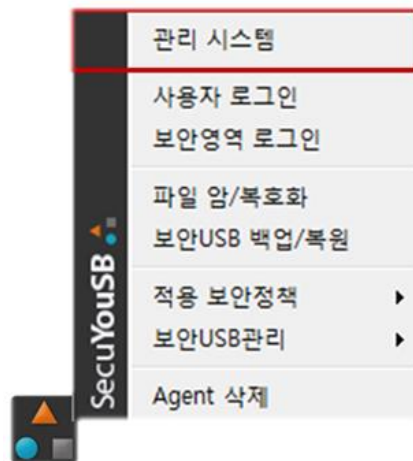 관리 시스템
사용자 로그인
보안영역 로그인
파일 암/복호화
보안USB 백업/복원
적용 보안정책
보안USB관리
Agent 삭제
SecuYouSB